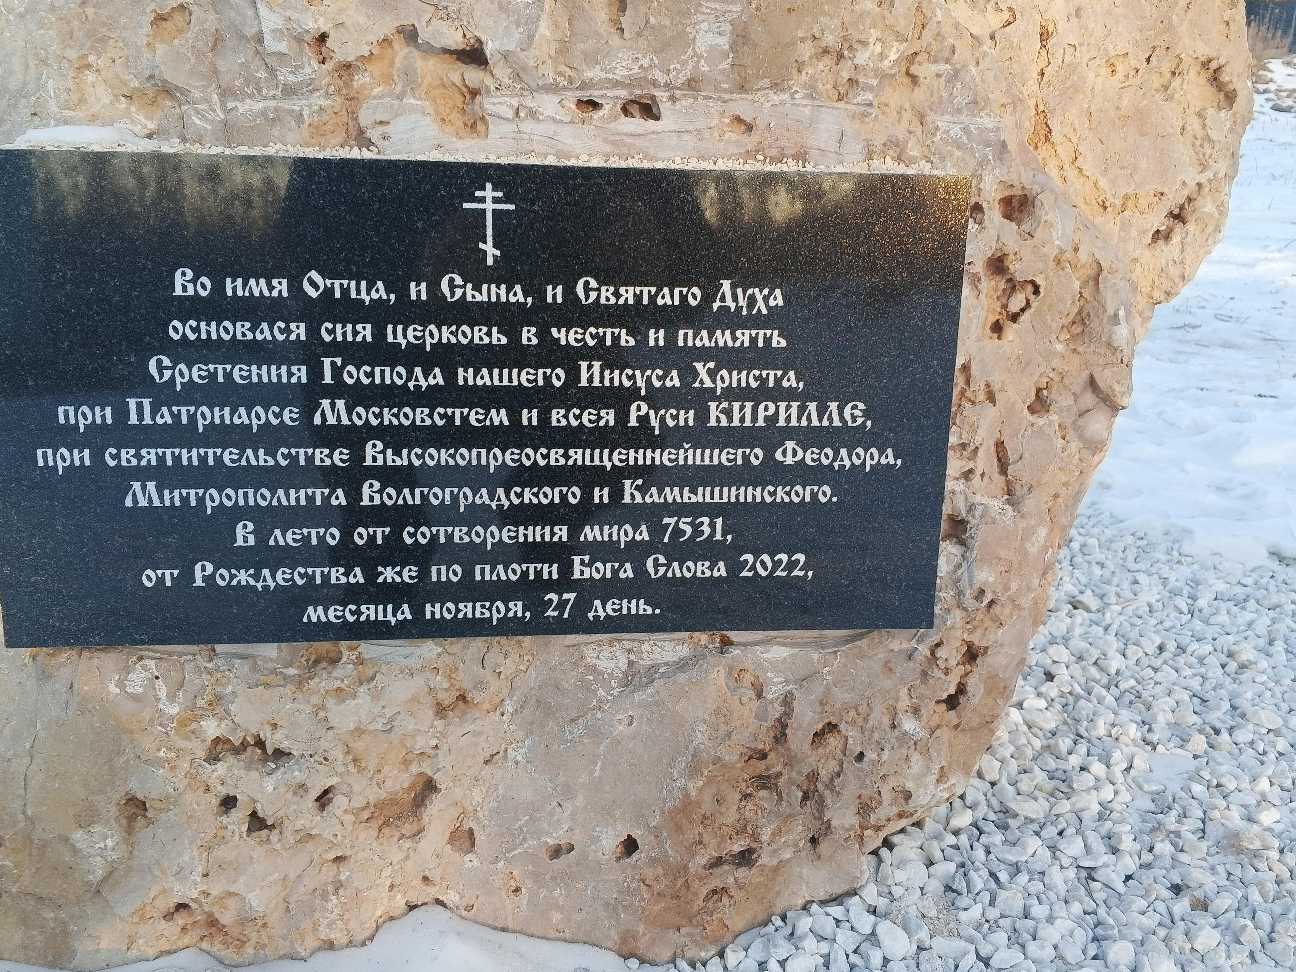 Во имя Отца, и Сына, и Святаго Духа
основася сия церковь в честь и память
Сретения Господа нашего Иисуса Христа,
при Патриарсе Московстем и всея Руси КИРИЛЛЕ,
при святительстве Высокопреосвященнейшего Феодора,
Митрополита Волгоградского и Камышинского.
В лето от сотворения мира 7531,
от Рождества же по плоти Бога Слова 2022,
месяца ноября, 27 день.